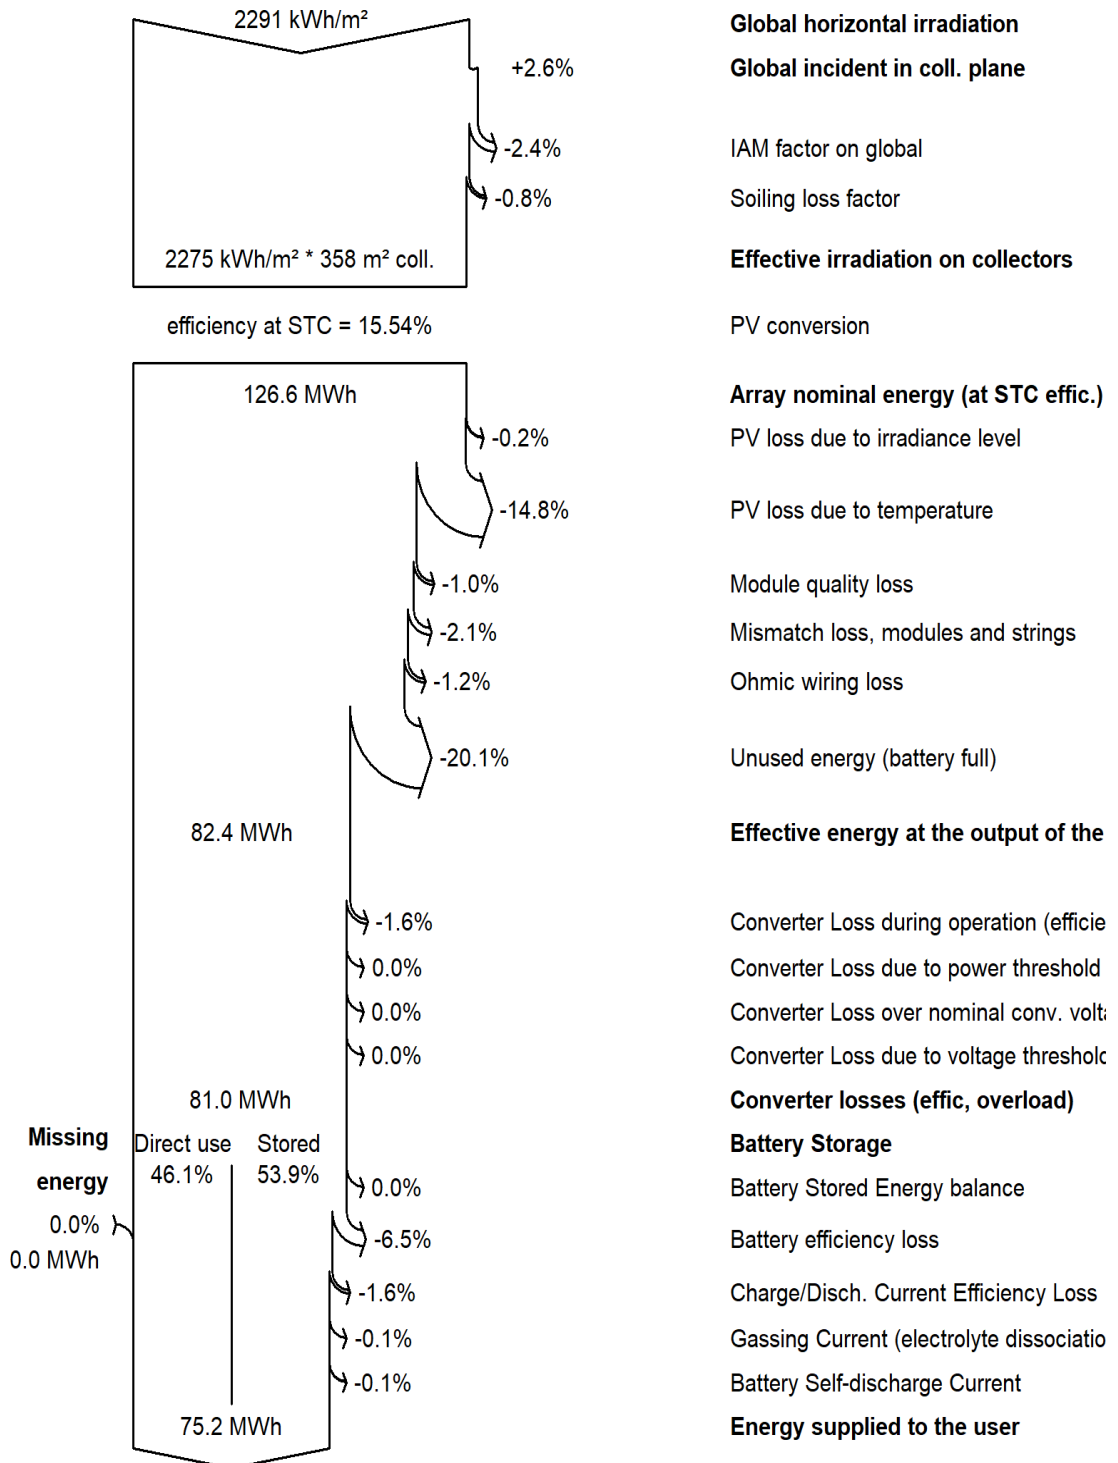 2291 kWh/m² Global horizontal irradiation
+2.6% Global incident in coll. plane
-2.4% IAM factor on global
-0.8% Soiling loss factor
2275 kWh/m² * 358 m² coll. Effective irradiation on collectors
efficiency at STC = 15.54% PV conversion
126.6 MWh Array nominal energy (at STC effic.)
-0.2% PV loss due to irradiance level
-14.8% PV loss due to temperature
-1.0% Module quality loss
-2.1% Mismatch loss, modules and strings
-1.2% Ohmic wiring loss
-20.1% Unused energy (battery full)
82.4 MWh Effective energy at the output of the
-1.6% Converter Loss during operation (efficie
0.0% Converter Loss due to power threshold
0.0% Converter Loss over nominal conv. volta
0.0% Converter Loss due to voltage threshold
81.0 MWh Converter losses (effic, overload)
Missing Direct use Stored Battery Storage
energy 46.1% 53.9%
0.0% Battery Stored Energy balance
0.0%
-6.5% Battery efficiency loss
0.0 MWh
-1.6% Charge/Disch. Current Efficiency Loss
-0.1% Gassing Current (electrolyte dissociatio
-0.1% Battery Self-discharge Current
75.2 MWh Energy supplied to the user